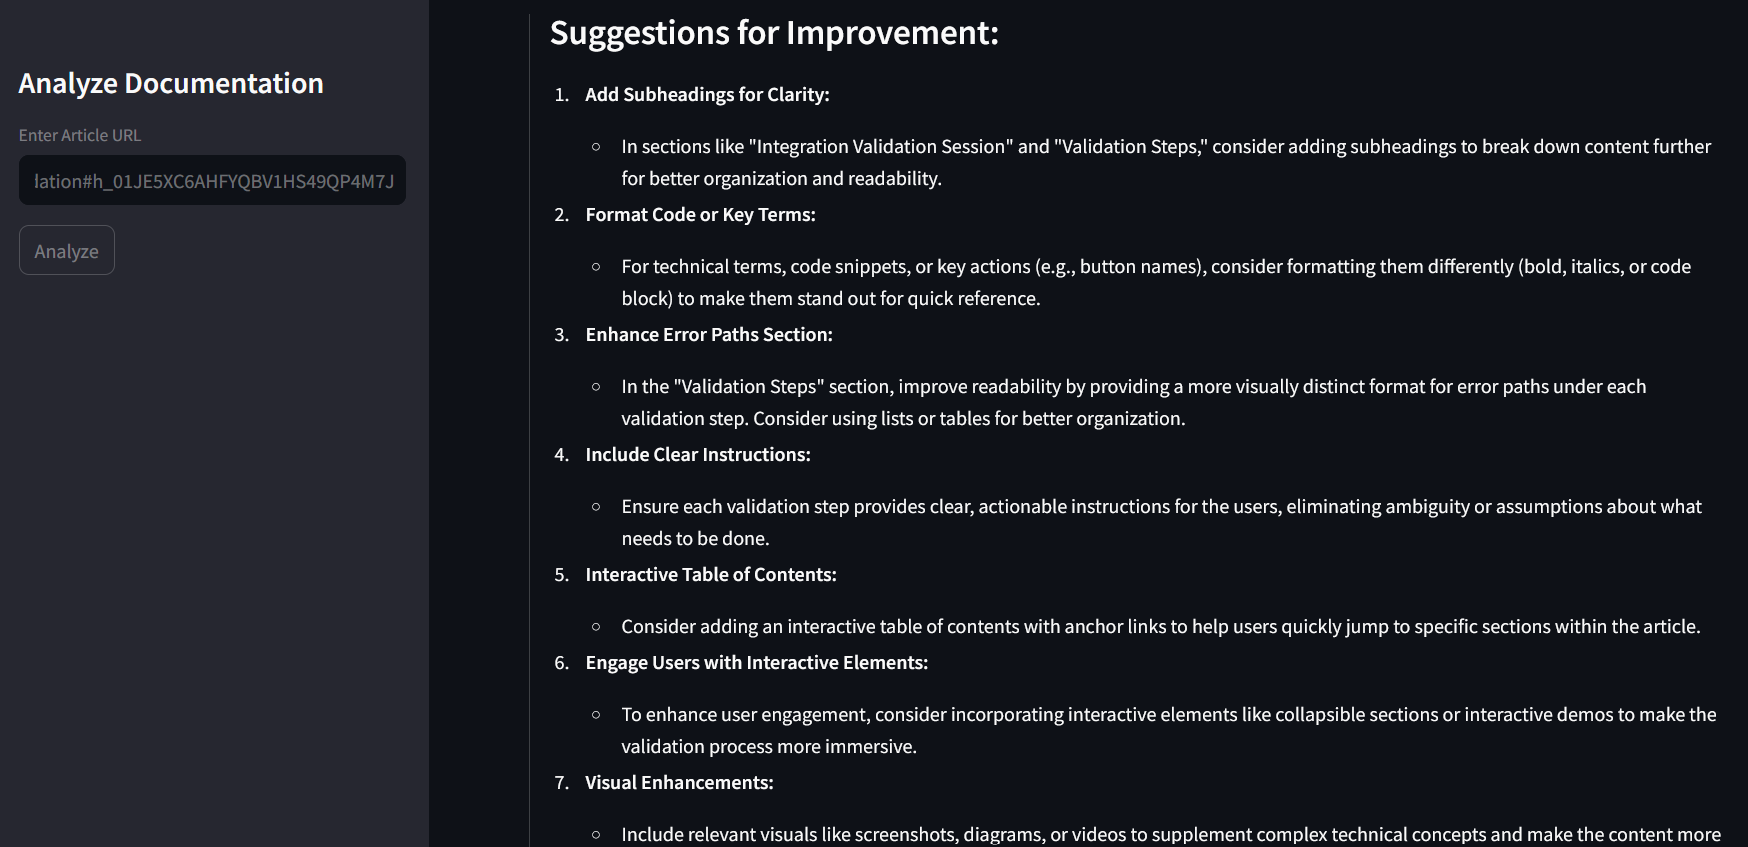 Analyze Documentation
Enter Article URL
lation#h_01JE5XC6AHFYQBV1HS49QP4M7J
Analyze
Suggestions for Improvement:
1. Add Subheadings for Clarity:
○ In sections like "Integration Validation Session" and "Validation Steps," consider adding subheadings to break down content further
for better organization and readability.
2. Format Code or Key Terms:
○ For technical terms, code snippets, or key actions (e.g., button names), consider formatting them differently (bold, italics, or code
block) to make them stand out for quick reference.
3. Enhance Error Paths Section:
○ In the "Validation Steps" section, improve readability by providing a more visually distinct format for error paths under each
validation step. Consider using lists or tables for better organization.
4. Include Clear Instructions:
○ Ensure each validation step provides clear, actionable instructions for the users, eliminating ambiguity or assumptions about what
needs to be done.
5. Interactive Table of Contents:
○ Consider adding an interactive table of contents with anchor links to help users quickly jump to specific sections within the article.
6. Engage Users with Interactive Elements:
○ To enhance user engagement, consider incorporating interactive elements like collapsible sections or interactive demos to make the
validation process more immersive.
7. Visual Enhancements:
○ Include relevant visuals like screenshots, diagrams, or videos to supplement complex technical concepts and make the content more